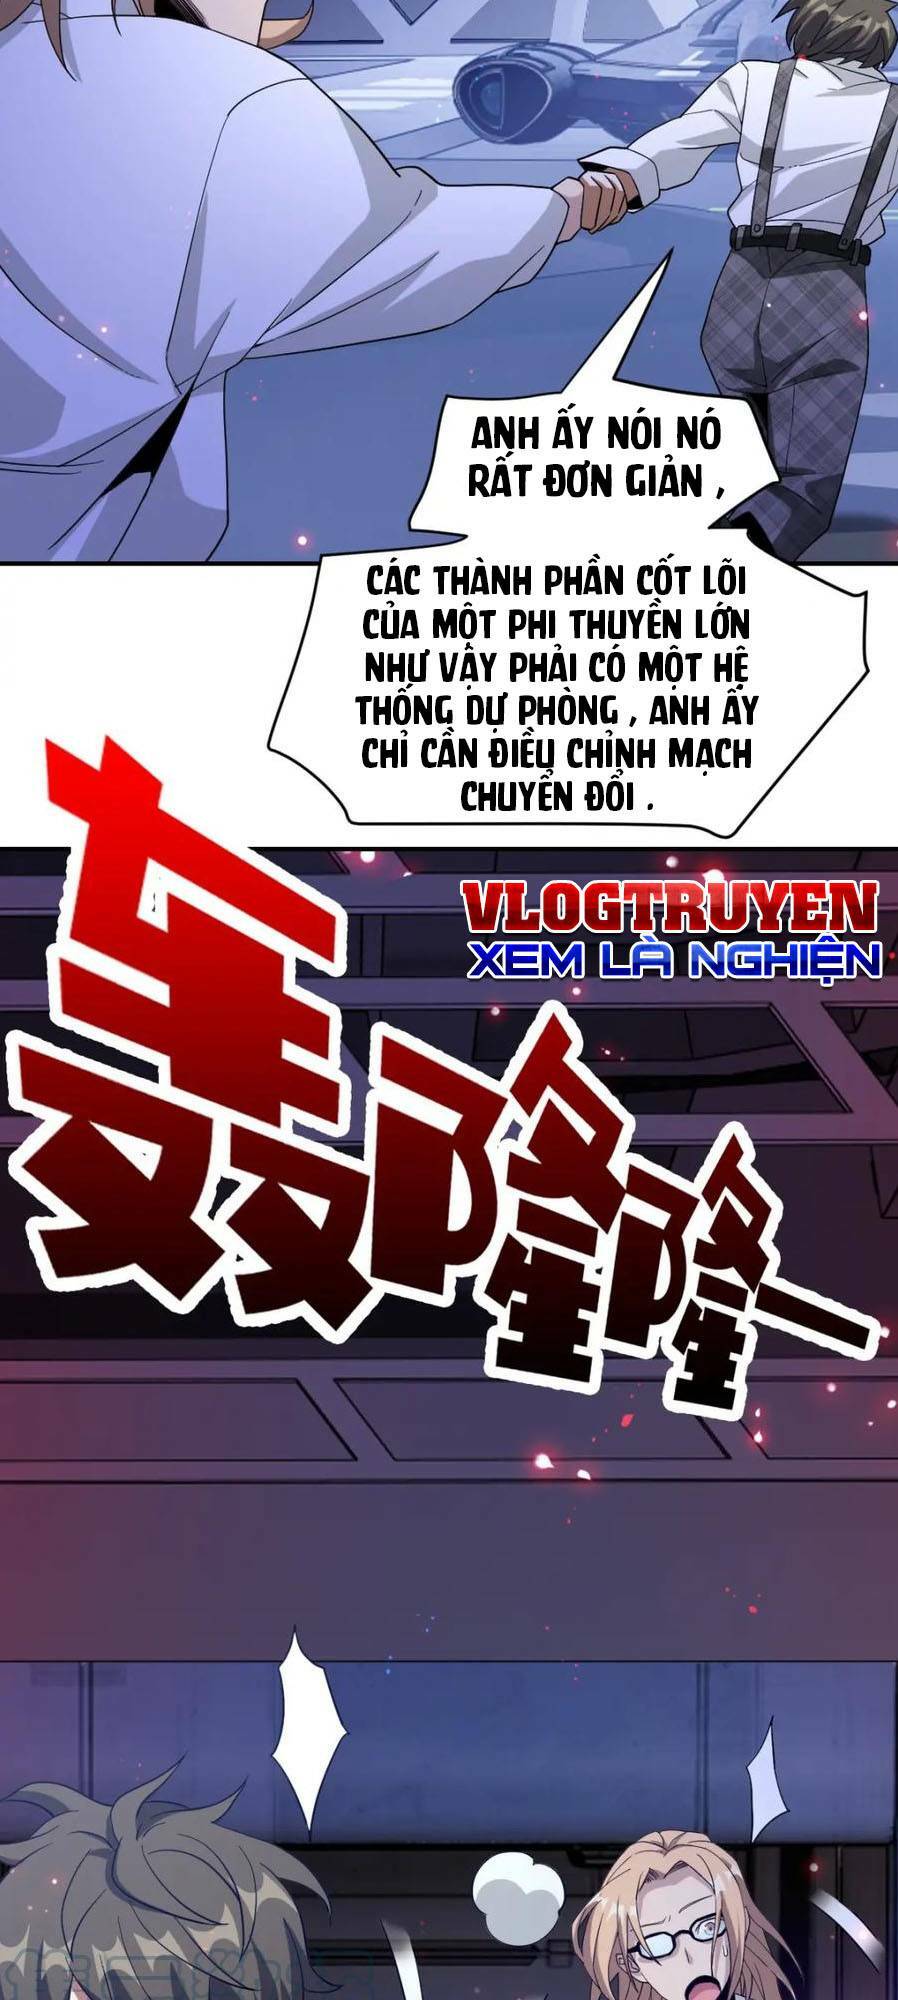 ANH ẤY NÓI NÓ
RẤT ĐƠN GIẢN ,
CÁC THÀNH PHẦN CỐT LÕI
CỦA MỘT PHI THUYỀN LỚN
NHƯ VẬY PHẢI CÓ MỘT HỆ
THỐNG DỰ PHÒNG , ANH ẤY
CHỈ CẦN ĐIỀU CHỈNH MẠCH
CHUYỂN ĐỔI .
VLOGTRUYEN
XEM LÀ NGHIỆN
轰隆隆—